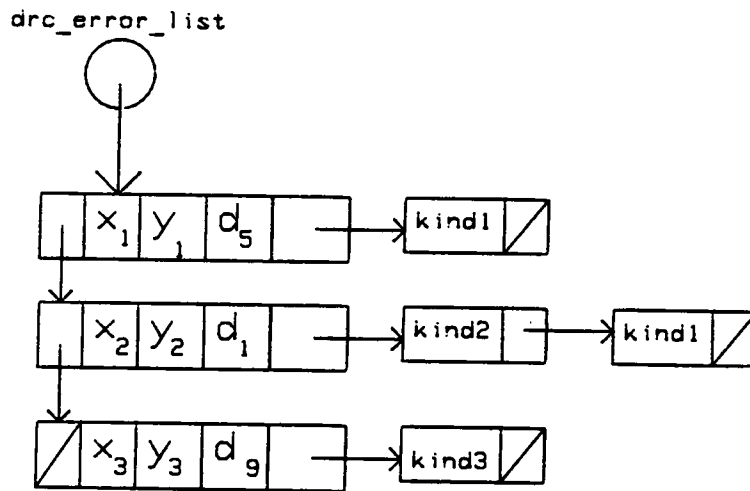 drc_error_list
x₁ y₁ d₅ kind1
x₂ y₂ d₁ kind2 kind1
x₃ y₃ d₉ kind3